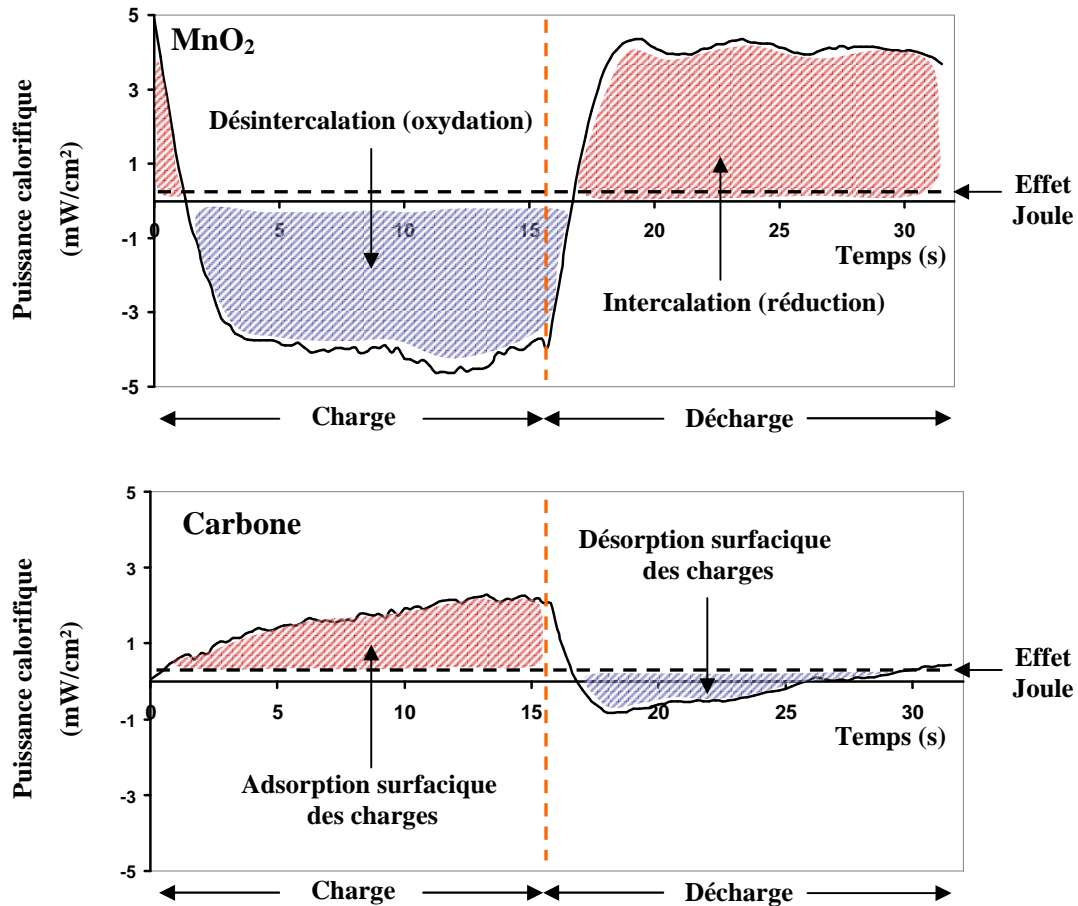 MnO₂
Puissance calorifique
(mW/cm²)
5
3
1
-1
-3
-5
Désintercalation (oxydation)
Effet
Joule
0
5
10
15
20
25
30
Temps (s)
Intercalation (réduction)
Charge
Décharge
Carbone
Puissance calorifique
(mW/cm²)
5
3
1
-1
-3
-5
Désorption surfacique
des charges
Effet
Joule
0
5
10
15
20
25
30
Temps (s)
Adsorption surfacique
des charges
Charge
Décharge